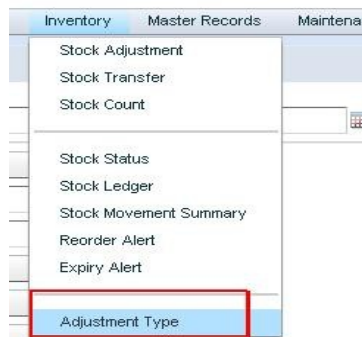 Inventory Master Records Maintena
Stock Adjustment
Stock Transfer
Stock Count
Stock Status
Stock Ledger
Stock Movement Summary
Reorder Alert
Expiry Alert
Adjustment Type